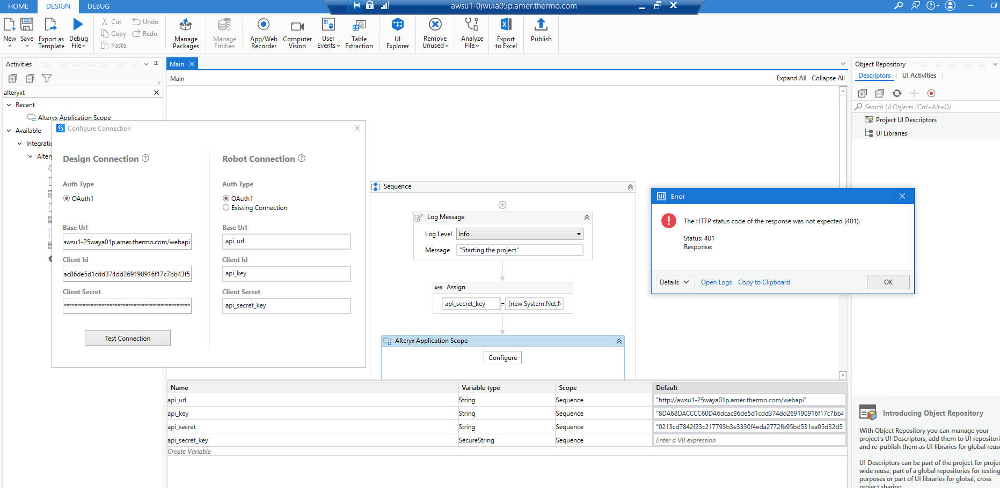 HOME DESIGN DEBUG
awsu1-0jwuia05p.amer.thermo.com
New Save Export as Template Debug File
Cut Undo
Copy Redo
Paste
Manage Packages
Manage Entities
App/Web Recorder
Computer Vision
User Events
Table Extraction
UI Explorer
Remove Unused
Analyze File
Export to Excel
Publish
Activities
alteryxt
Recent
Alteryx Application Scope
Available
Main
Main
Expand All Collapse All
Configure Connection
Design Connection ?
Auth Type
OAuth1
Base Url
awsu1-25waya01p.amer.thermo.com/webapi
Client Id
ac86de5d1cdd374dd269190916f17c7bb43f5
Client Secret
Test Connection
Robot Connection ?
Auth Type
OAuth1
Existing Connection
Base Url
api_url
Client Id
api_key
Client Secret
api_secret_key
Sequence
Log Message
Log Level Info
Message "Starting the project"
A+B Assign
api_secret_key = (new System.Net.N
Alteryx Application Scope
Configure
Ui Error
The HTTP status code of the response was not expected (401).
Status: 401
Response:
Details Open Logs Copy to Clipboard OK
Name Variable type Scope Default
api_url String Sequence "http://awsu1-25waya01p.amer.thermo.com/webapi"
api_key String Sequence "8DA68DACCCC60DA6dcac86de5d1cdd374dd269190916f17c7bb4
api_secret String Sequence "0213cd7842f23c217793b3e3330f4eda2772fb95bd531ea05d32d5
api_secret_key SecureString Sequence Enter a VB expression
Create Variable
Object Repository
Descriptors UI Activities
Search UI Objects (Ctrl+Alt+O)
Project UI Descriptors
UI Libraries
Introducing Object Repository
With Object Repository you can manage your
project's UI Descriptors, add them to UI repositori
and re-publish them as UI libraries for global reuse
UI Descriptors can be part of the project for projec
wide reuse, part of a global repositories for testing
purposes or part of UI libraries for global, cross
project sharing